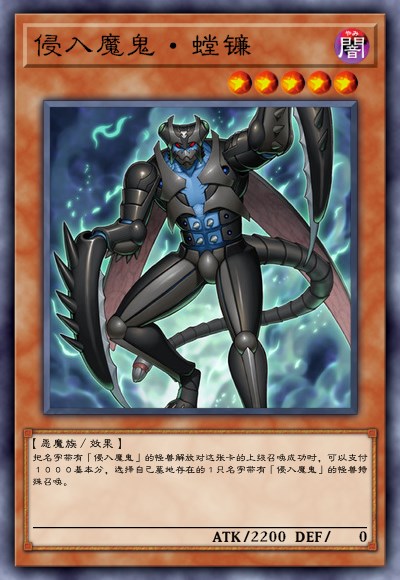 侵入魔鬼・螳镰
やみ
闇
【恶魔族／效果】
把名字带有「侵入魔鬼」的怪兽解放对这张卡的上级召唤成功时，可以支付
１０００基本分，选择自己墓地存在的１只名字带有「侵入魔鬼」的怪兽特
殊召唤。
ATK/2200 DEF/ 0